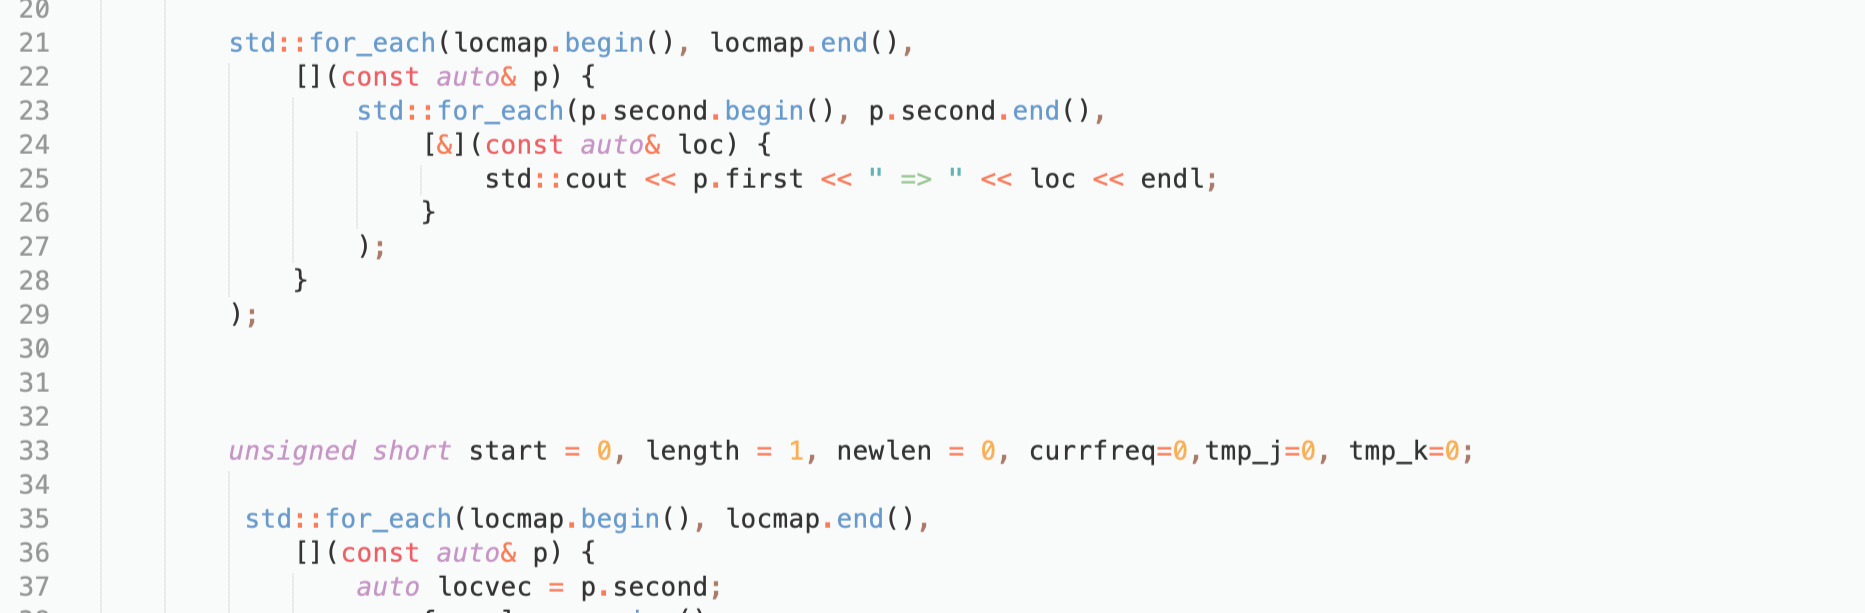 20
21 std::for_each(locmap.begin(), locmap.end(),
22 [](const auto& p) {
23 std::for_each(p.second.begin(), p.second.end(),
24 [&](const auto& loc) {
25 std::cout << p.first << " => " << loc << endl;
26 }
27 );
28 }
29 );
30
31
32
33 unsigned short start = 0, length = 1, newlen = 0, currfreq=0,tmp_j=0, tmp_k=0;
34
35 std::for_each(locmap.begin(), locmap.end(),
36 [](const auto& p) {
37 auto locvec = p.second;